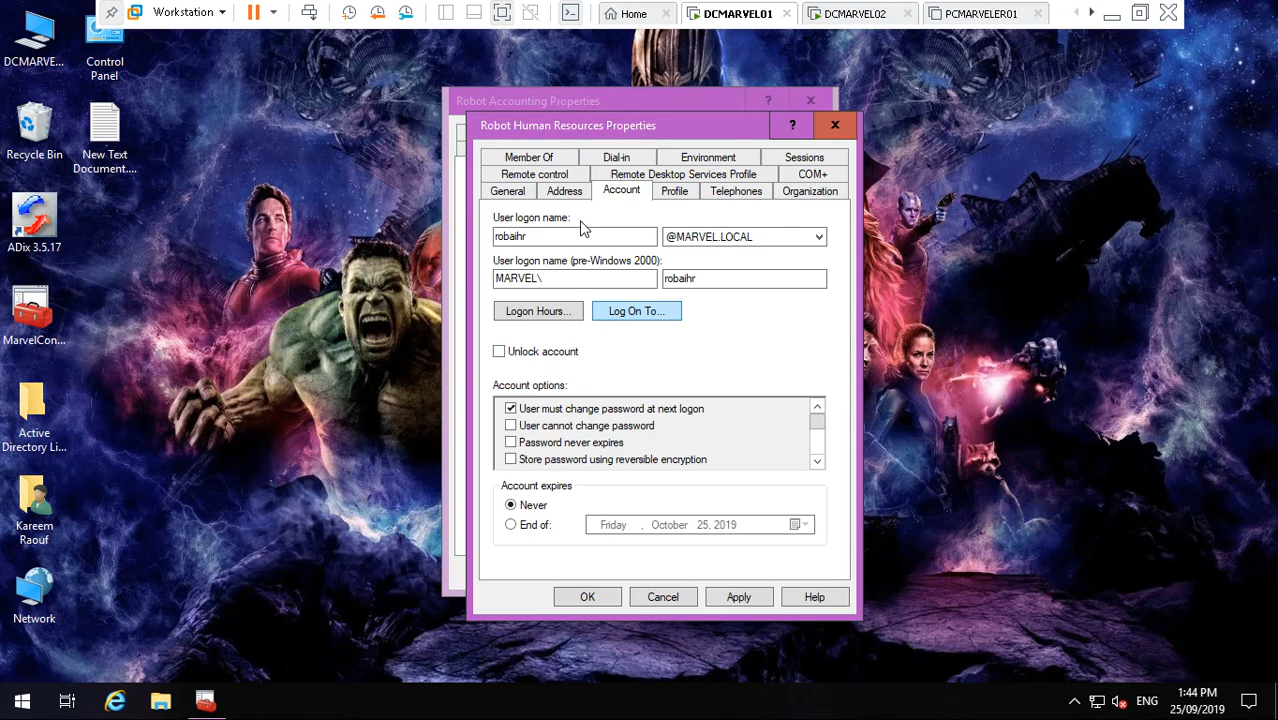 Workstation
Home
DCMARVEL01
DCMARVEL02
PCMARVELER01
DCMARVE...
Control
Panel
Recycle Bin
New Text
Document....
ADix 3.5.17
MarvelCon...
Active
Directory Li...
Kareem
Raouf
Network
Robot Accounting Properties
?
Robot Human Resources Properties
?
Member Of
Dial-in
Environment
Sessions
Remote control
Remote Desktop Services Profile
COM+
General
Address
Account
Profile
Telephones
Organization
User logon name:
robaihr
@MARVEL.LOCAL
User logon name (pre-Windows 2000):
MARVEL\
robaihr
Logon Hours...
Log On To...
Unlock account
Account options:
User must change password at next logon
User cannot change password
Password never expires
Store password using reversible encryption
Account expires
Never
End of:
Friday , October 25, 2019
OK
Cancel
Apply
Help
ENG
1:44 PM
25/09/2019